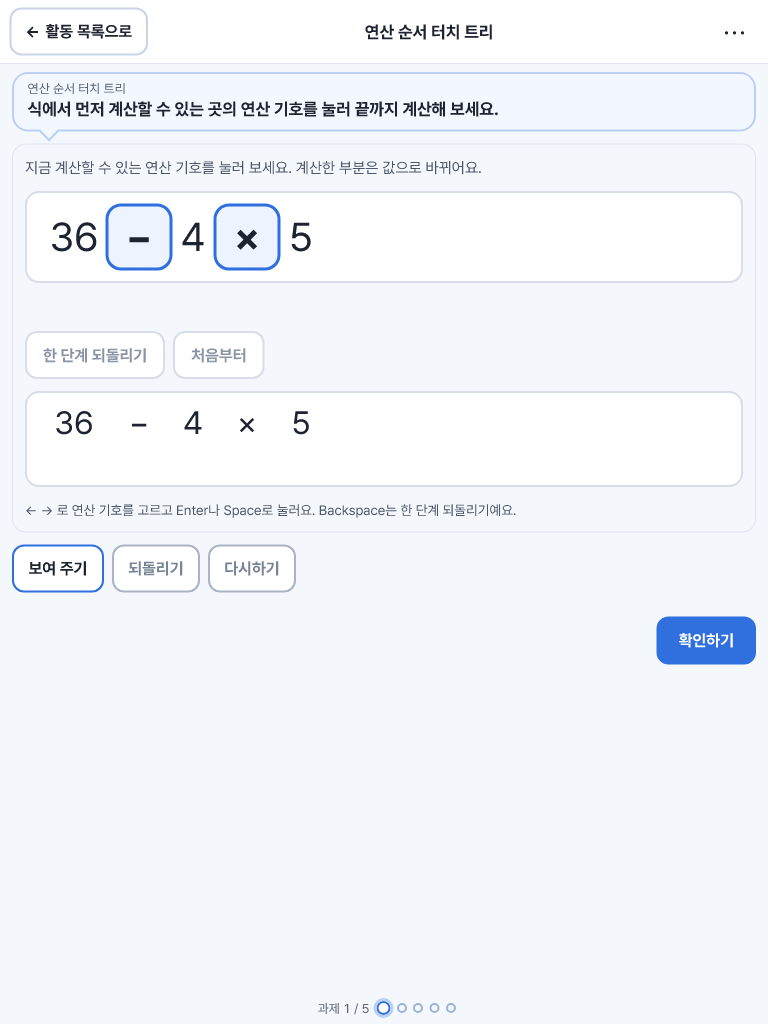 ← 활동 목록으로
연산 순서 터치 트리
...
연산 순서 터치 트리
식에서 먼저 계산할 수 있는 곳의 연산 기호를 눌러 끝까지 계산해 보세요.
지금 계산할 수 있는 연산 기호를 눌러 보세요. 계산한 부분은 값으로 바뀌어요.
36 − 4 × 5
한 단계 되돌리기
처음부터
36 − 4 × 5
← → 로 연산 기호를 고르고 Enter나 Space로 눌러요. Backspace는 한 단계 되돌리기예요.
보여 주기
되돌리기
다시하기
확인하기
과제 1 / 5